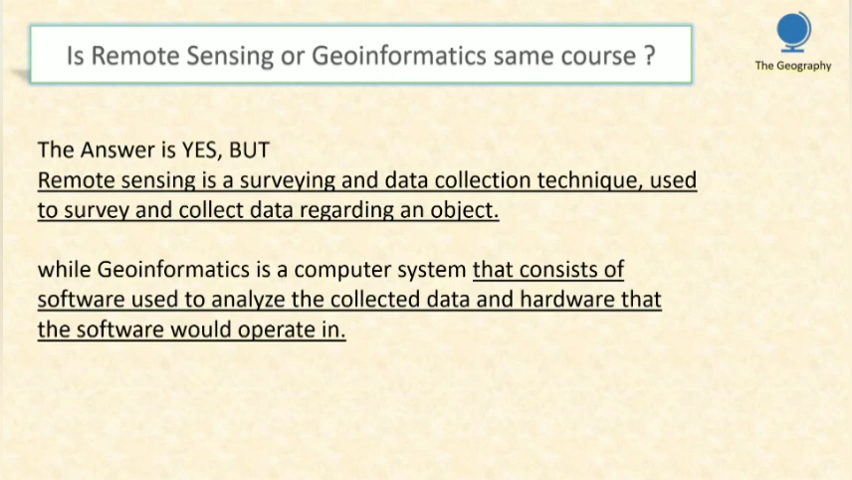 Is Remote Sensing or Geoinformatics same course ?
The Geography
The Answer is YES, BUT
Remote sensing is a surveying and data collection technique, used
to survey and collect data regarding an object.
while Geoinformatics is a computer system that consists of
software used to analyze the collected data and hardware that
the software would operate in.